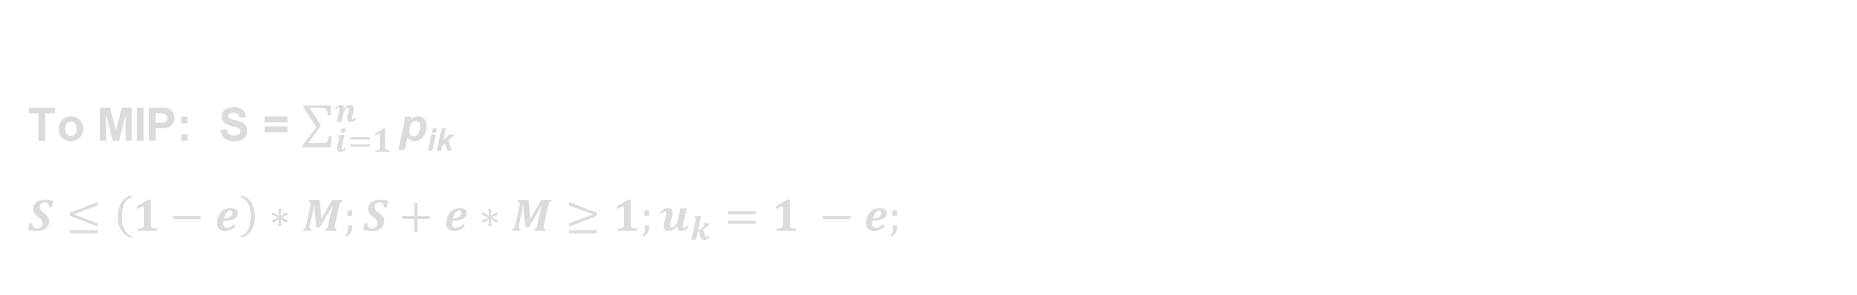 To MIP: S = ∑ⁿᵢ₌₁ pᵢₖ
S ≤ (1 − e) * M; S + e * M ≥ 1; uₖ = 1 − e;